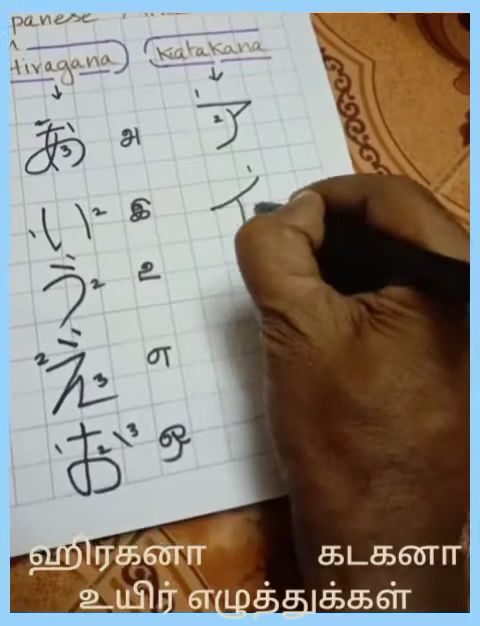 panese
Hiragana Katakana
あ அ ア
い இ イ
う உ
え எ
お ஒ
ஹிரகனா கடகனா
உயிர் எழுத்துக்கள்